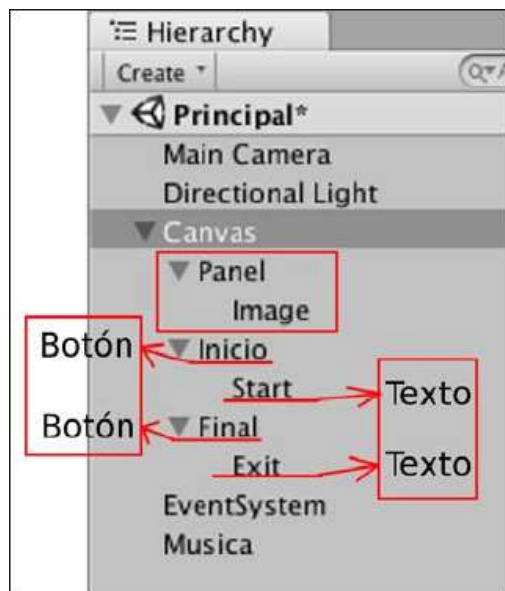 Hierarchy
Create
Principal*
Main Camera
Directional Light
Canvas
Panel
Image
Botón Inicio
Start Texto
Botón Final
Exit Texto
EventSystem
Musica